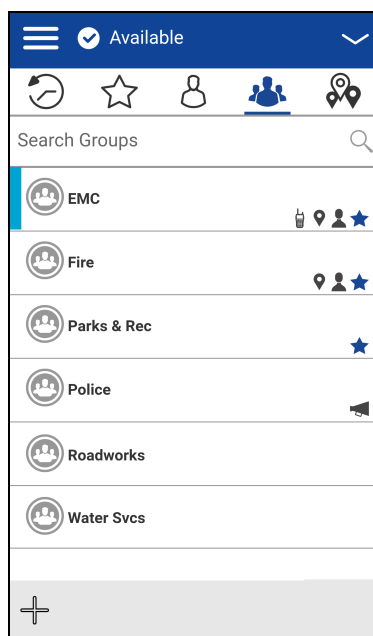 Available
Search Groups
EMC
Fire
Parks & Rec
Police
Roadworks
Water Svcs